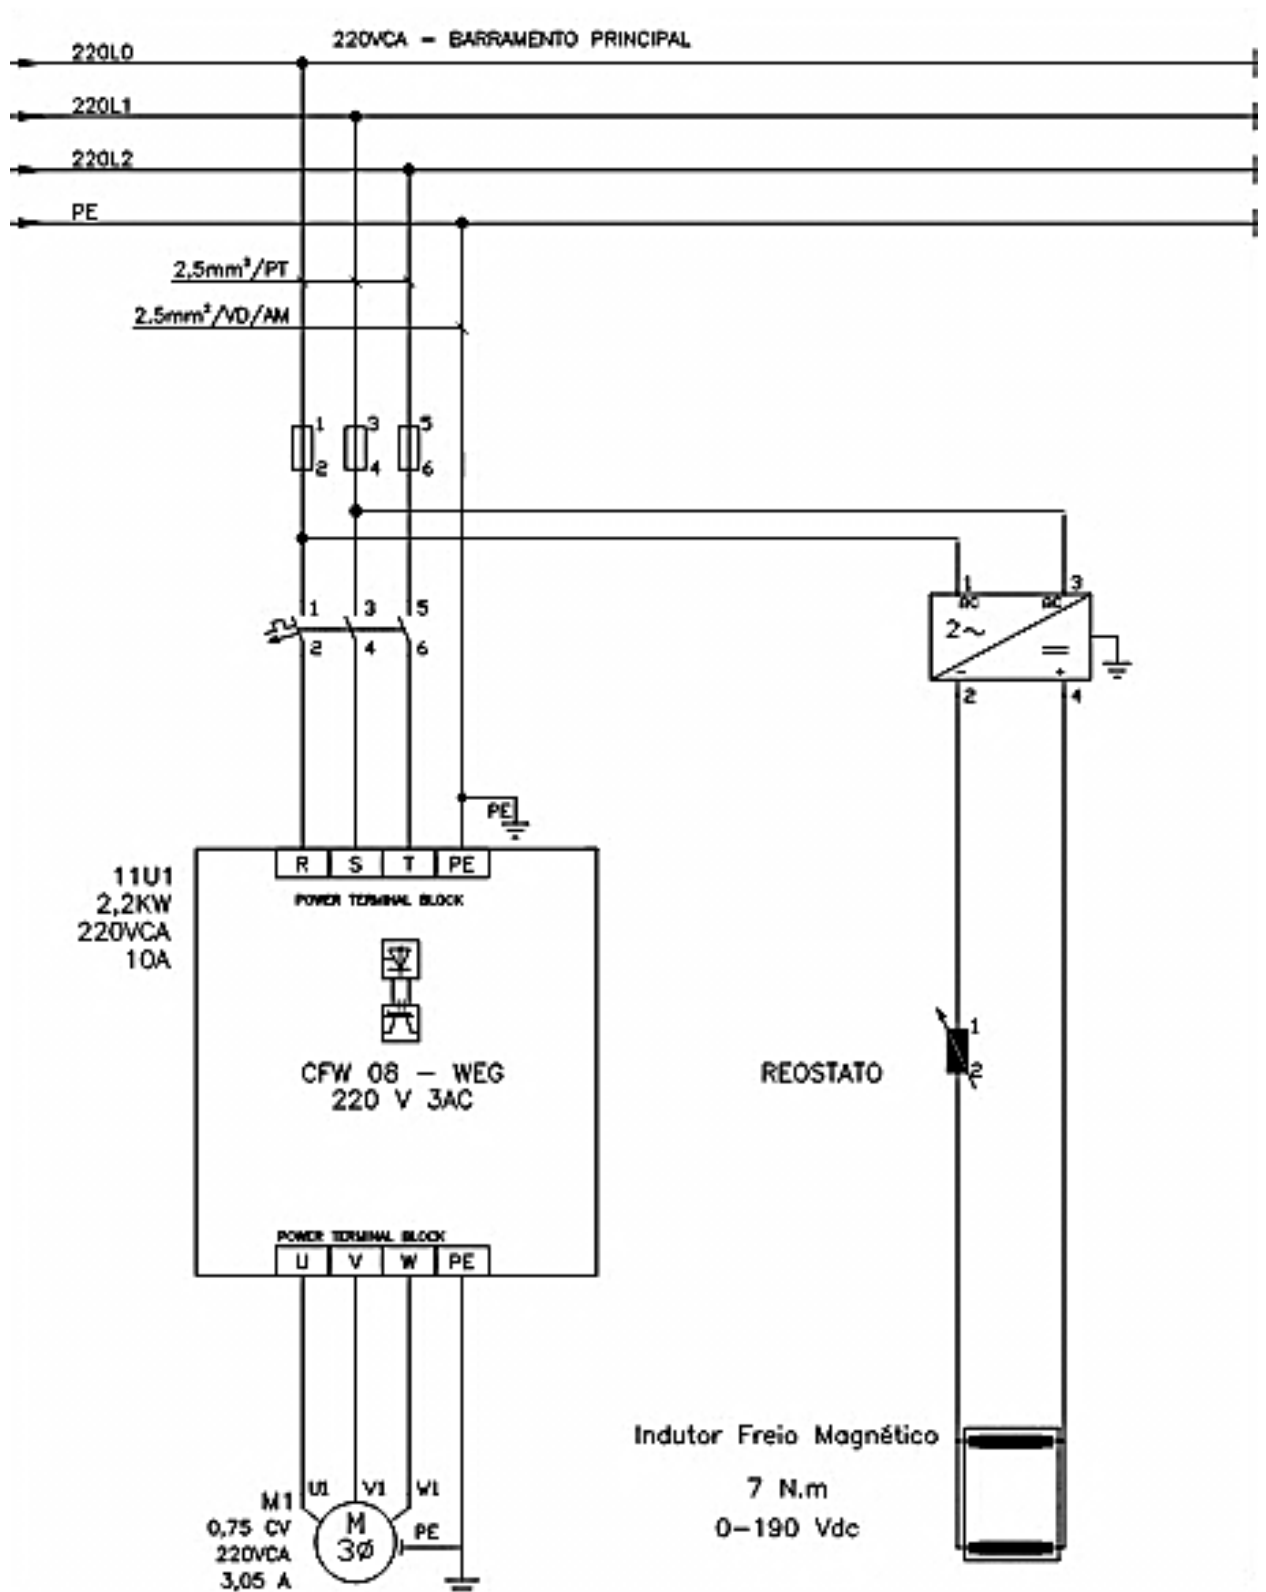 220VCA – BARRAMENTO PRINCIPAL
220L0
220L1
220L2
PE
2,5mm²/PT
2.5mm²/VD/AM
1 3 5
2 4 6
1 3 5
2 4 6
1 3
AC AC
2~
- +
2 4
PE
R S T PE
POWER TERMINAL BLOCK
11U1
2,2KW
220VCA
10A
CFW 08 – WEG
220 V 3AC
REOSTATO
1
2
POWER TERMINAL BLOCK
U V W PE
Indutor Freio Magnético
7 N.m
0-190 Vdc
U1 V1 W1
M1
0,75 CV
220VCA
3,05 A
M
3Ø
PE